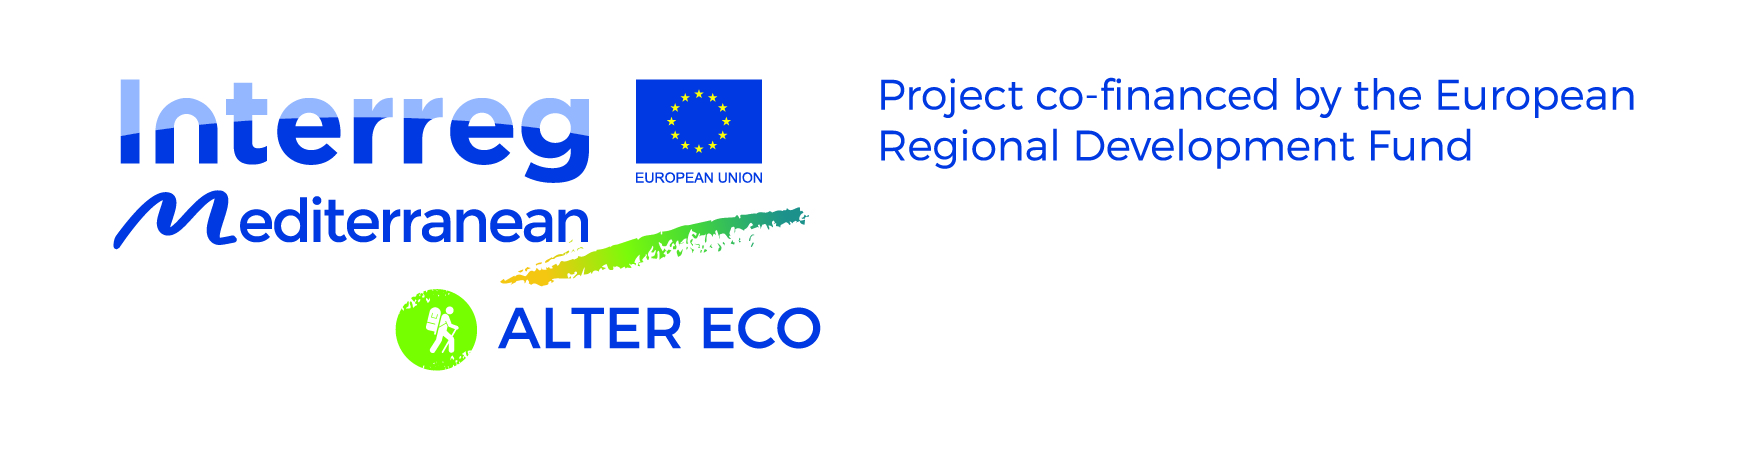 Interreg
EUROPEAN UNION
Mediterranean
ALTER ECO
Project co-financed by the European
Regional Development Fund